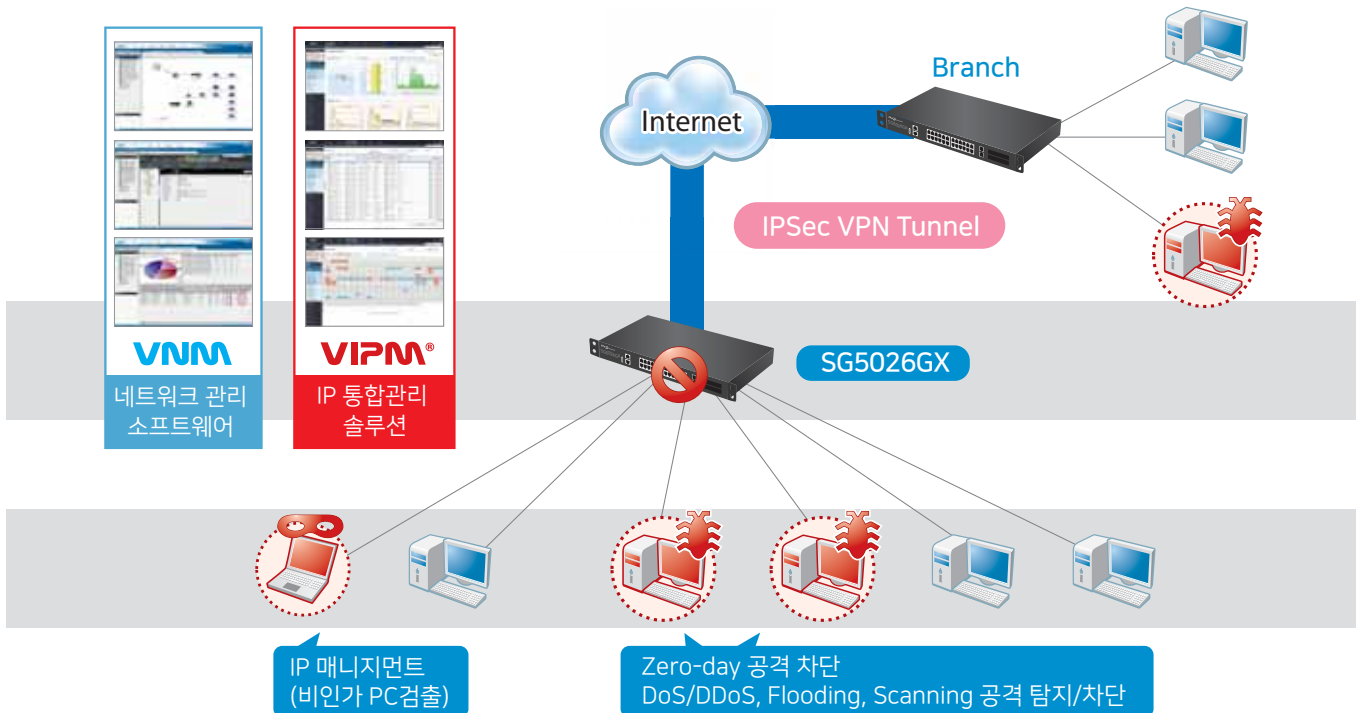 Branch
Internet
IPSec VPN Tunnel
VNM
네트워크 관리
소프트웨어
VIPM®
IP 통합관리
솔루션
SG5026GX
IP 매니지먼트
(비인가 PC검출)
Zero-day 공격 차단
DoS/DDoS, Flooding, Scanning 공격 탐지/차단